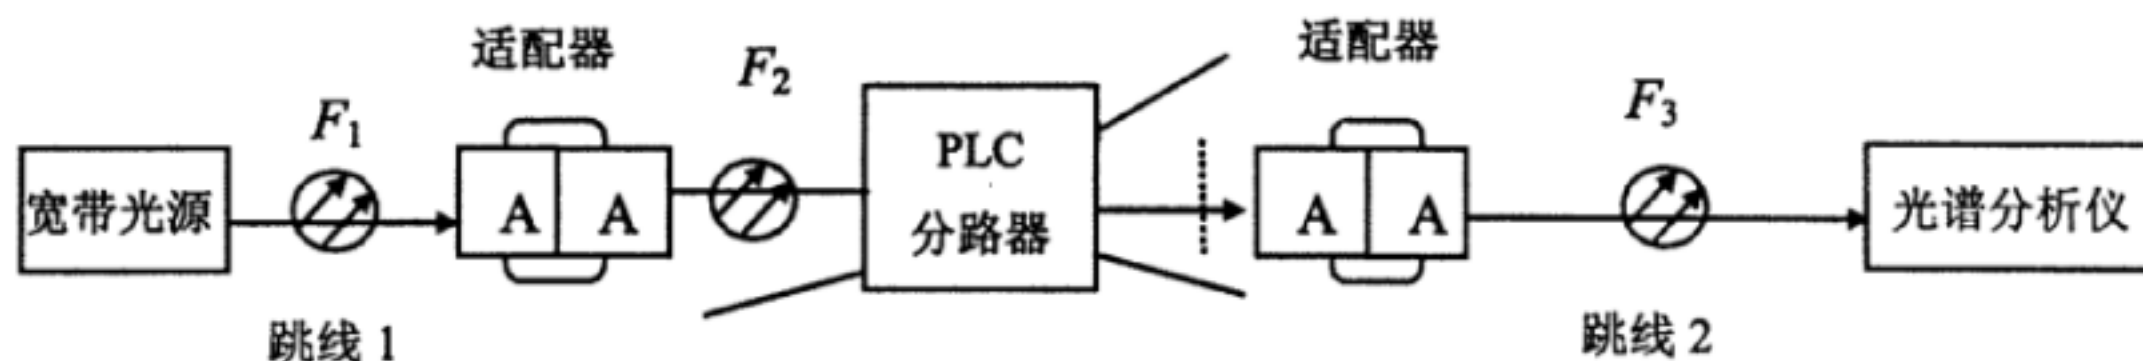 适配器
适配器
F₁
F₂
F₃
宽带光源
A A
PLC
分路器
A A
光谱分析仪
跳线 1
跳线 2